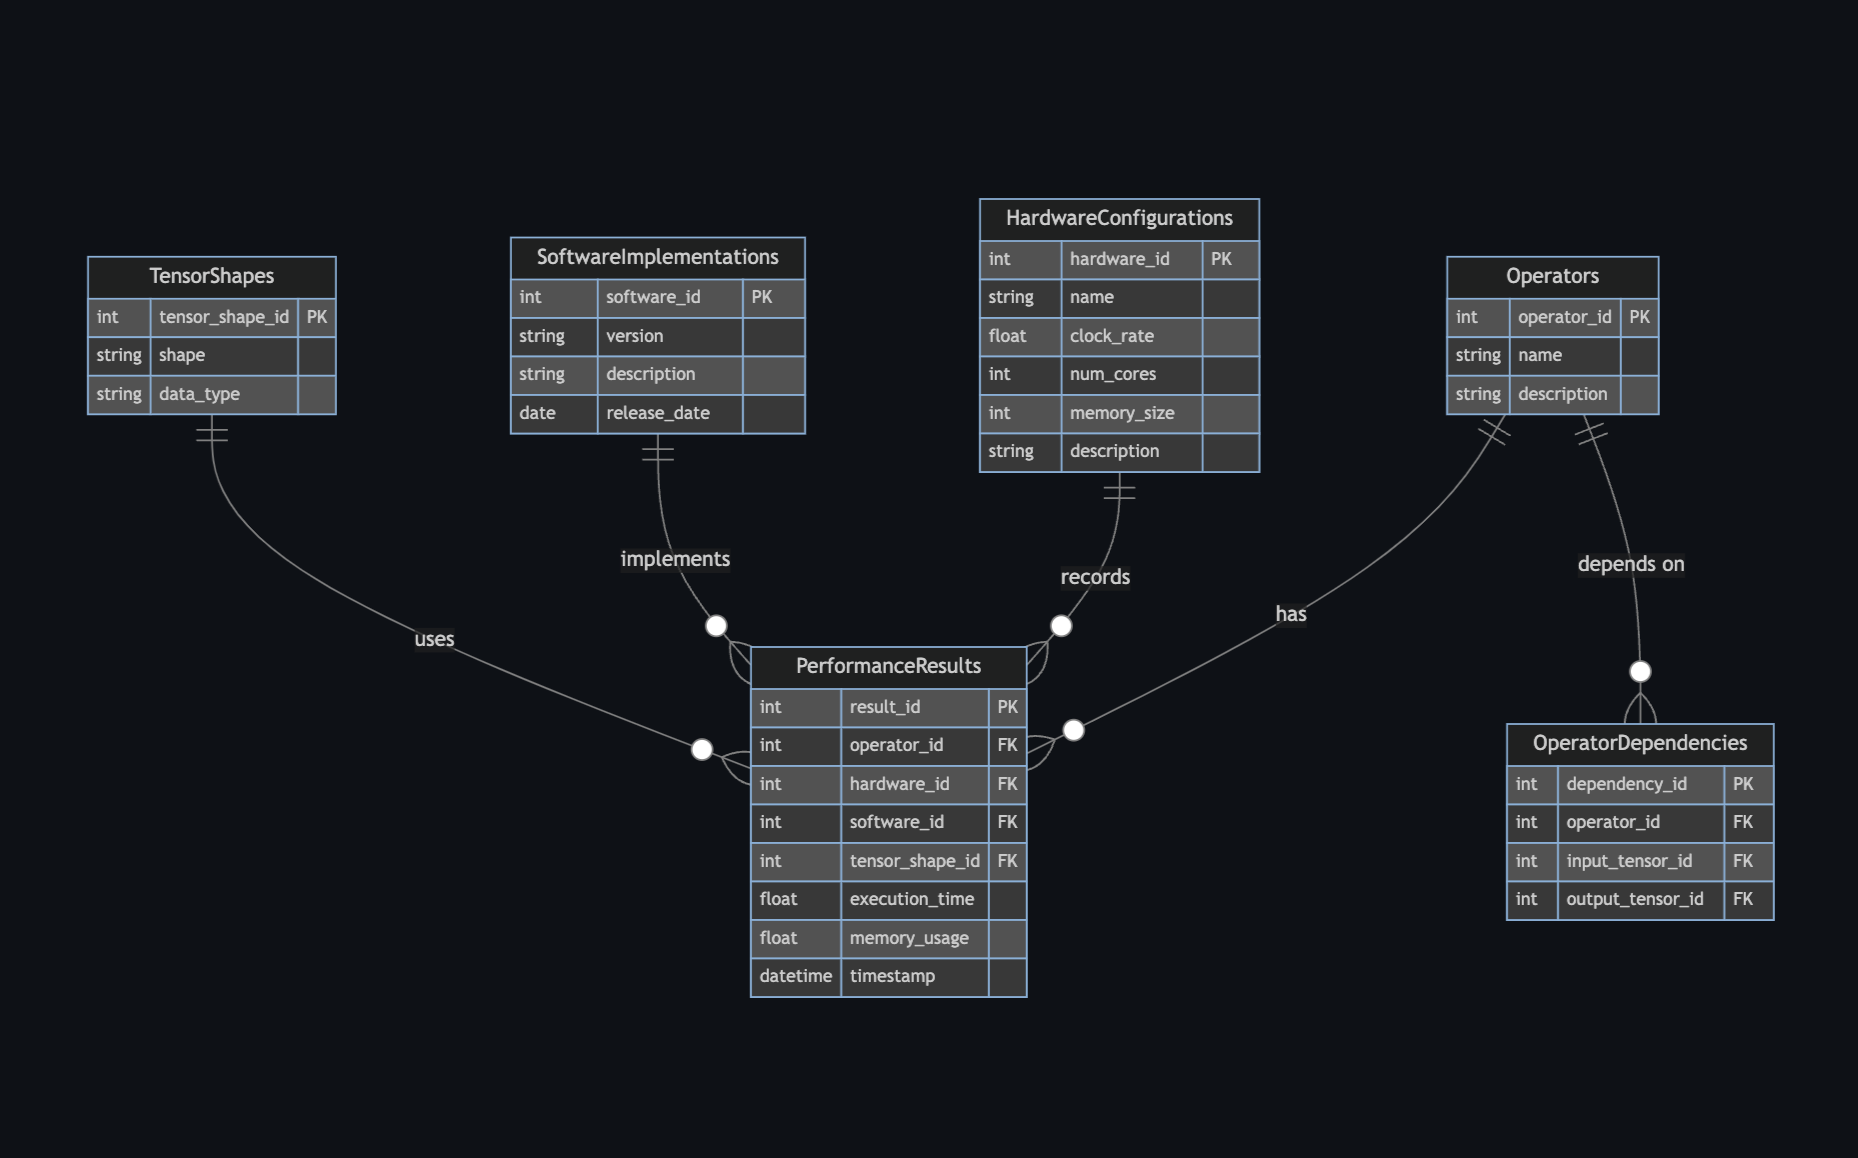 TensorShapes
int tensor_shape_id PK
string shape
string data_type
SoftwareImplementations
int software_id PK
string version
string description
date release_date
HardwareConfigurations
int hardware_id PK
string name
float clock_rate
int num_cores
int memory_size
string description
Operators
int operator_id PK
string name
string description
uses
implements
records
has
depends on
PerformanceResults
int result_id PK
int operator_id FK
int hardware_id FK
int software_id FK
int tensor_shape_id FK
float execution_time
float memory_usage
datetime timestamp
OperatorDependencies
int dependency_id PK
int operator_id FK
int input_tensor_id FK
int output_tensor_id FK